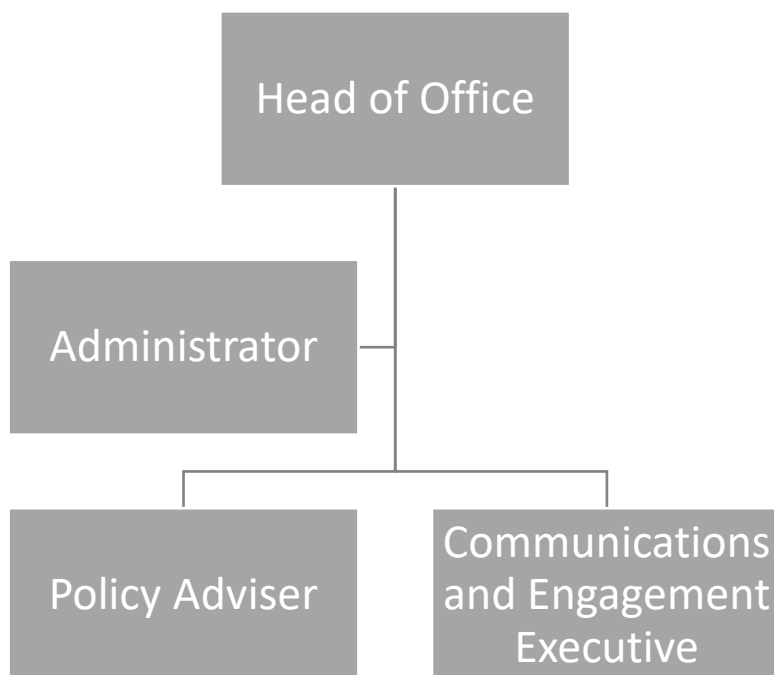 Head of Office
Administrator
Policy Adviser
Communications
and Engagement
Executive